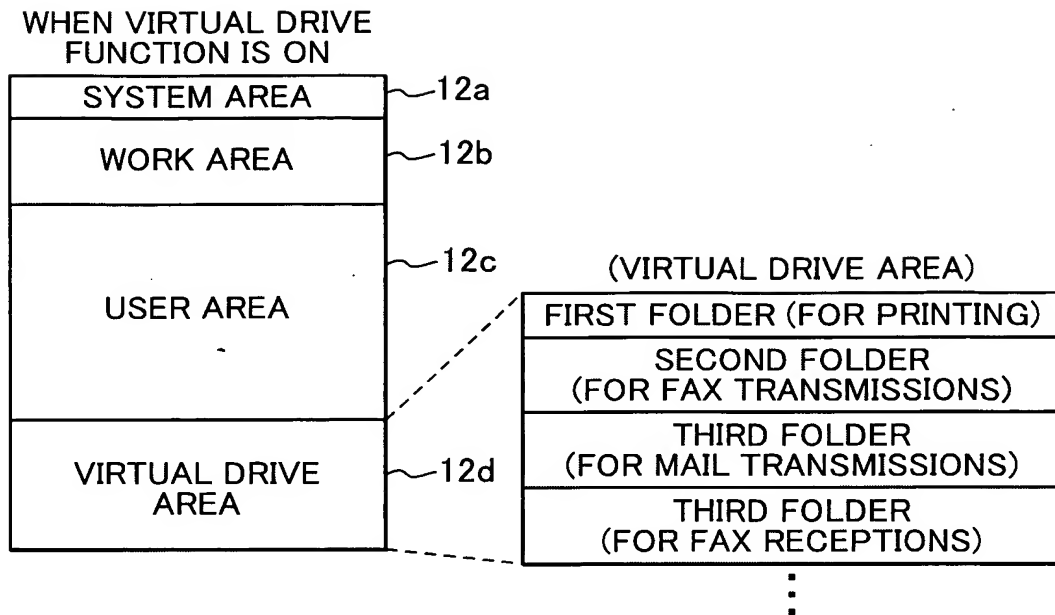 WHEN VIRTUAL DRIVE
FUNCTION IS ON
SYSTEM AREA
12a
WORK AREA
12b
USER AREA
12c
VIRTUAL DRIVE
AREA
12d
(VIRTUAL DRIVE AREA)
FIRST FOLDER (FOR PRINTING)
SECOND FOLDER
(FOR FAX TRANSMISSIONS)
THIRD FOLDER
(FOR MAIL TRANSMISSIONS)
THIRD FOLDER
(FOR FAX RECEPTIONS)